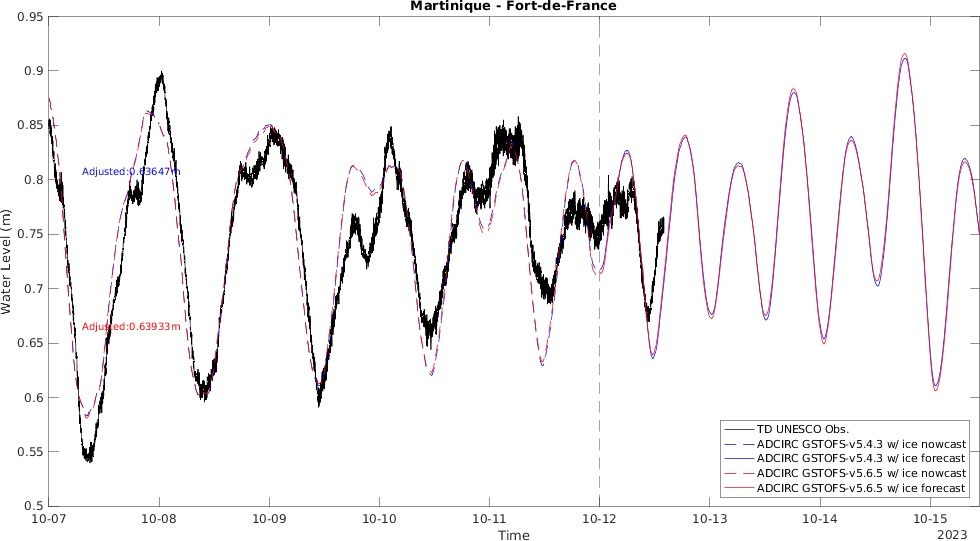 Martinique - Fort-de-France
0.95
0.9
0.85
0.8
0.75
0.7
0.65
0.6
0.55
0.5
Water Level (m)
Adjusted:0.63647m
Adjusted:0.63933m
TD UNESCO Obs.
ADCIRC GSTOFS-v5.4.3 w/ ice nowcast
ADCIRC GSTOFS-v5.4.3 w/ ice forecast
ADCIRC GSTOFS-v5.6.5 w/ ice nowcast
ADCIRC GSTOFS-v5.6.5 w/ ice forecast
10-07 10-08 10-09 10-10 10-11 10-12 10-13 10-14 10-15
Time
2023